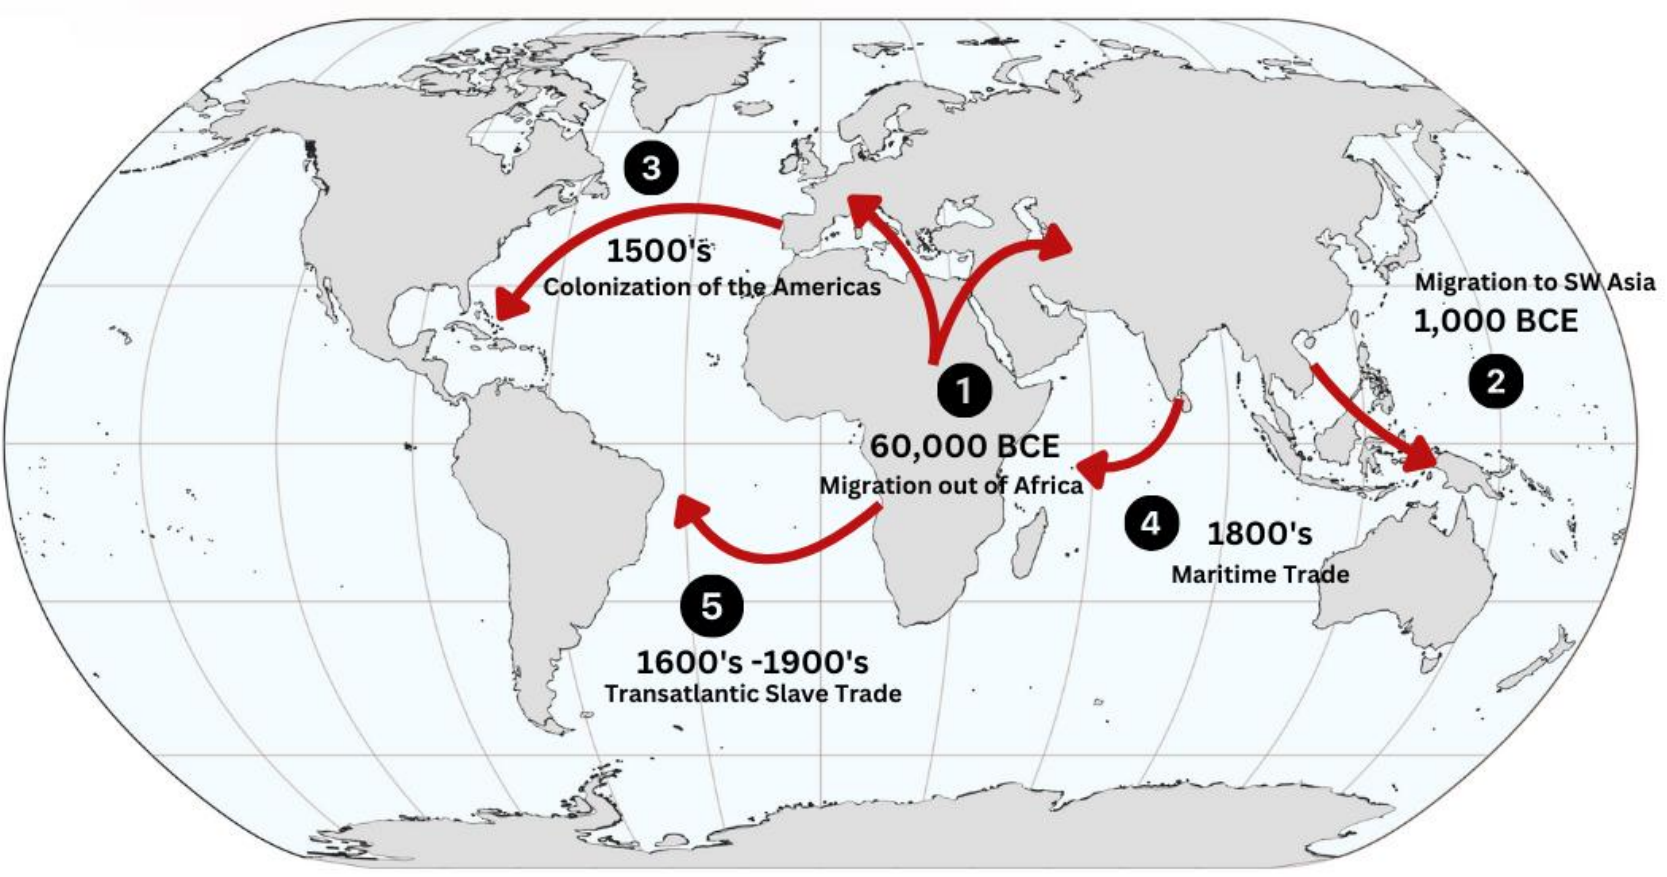 3
1500's
Colonization of the Americas
Migration to SW Asia
1,000 BCE
2
1
60,000 BCE
Migration out of Africa
4
1800's
Maritime Trade
5
1600's -1900's
Transatlantic Slave Trade